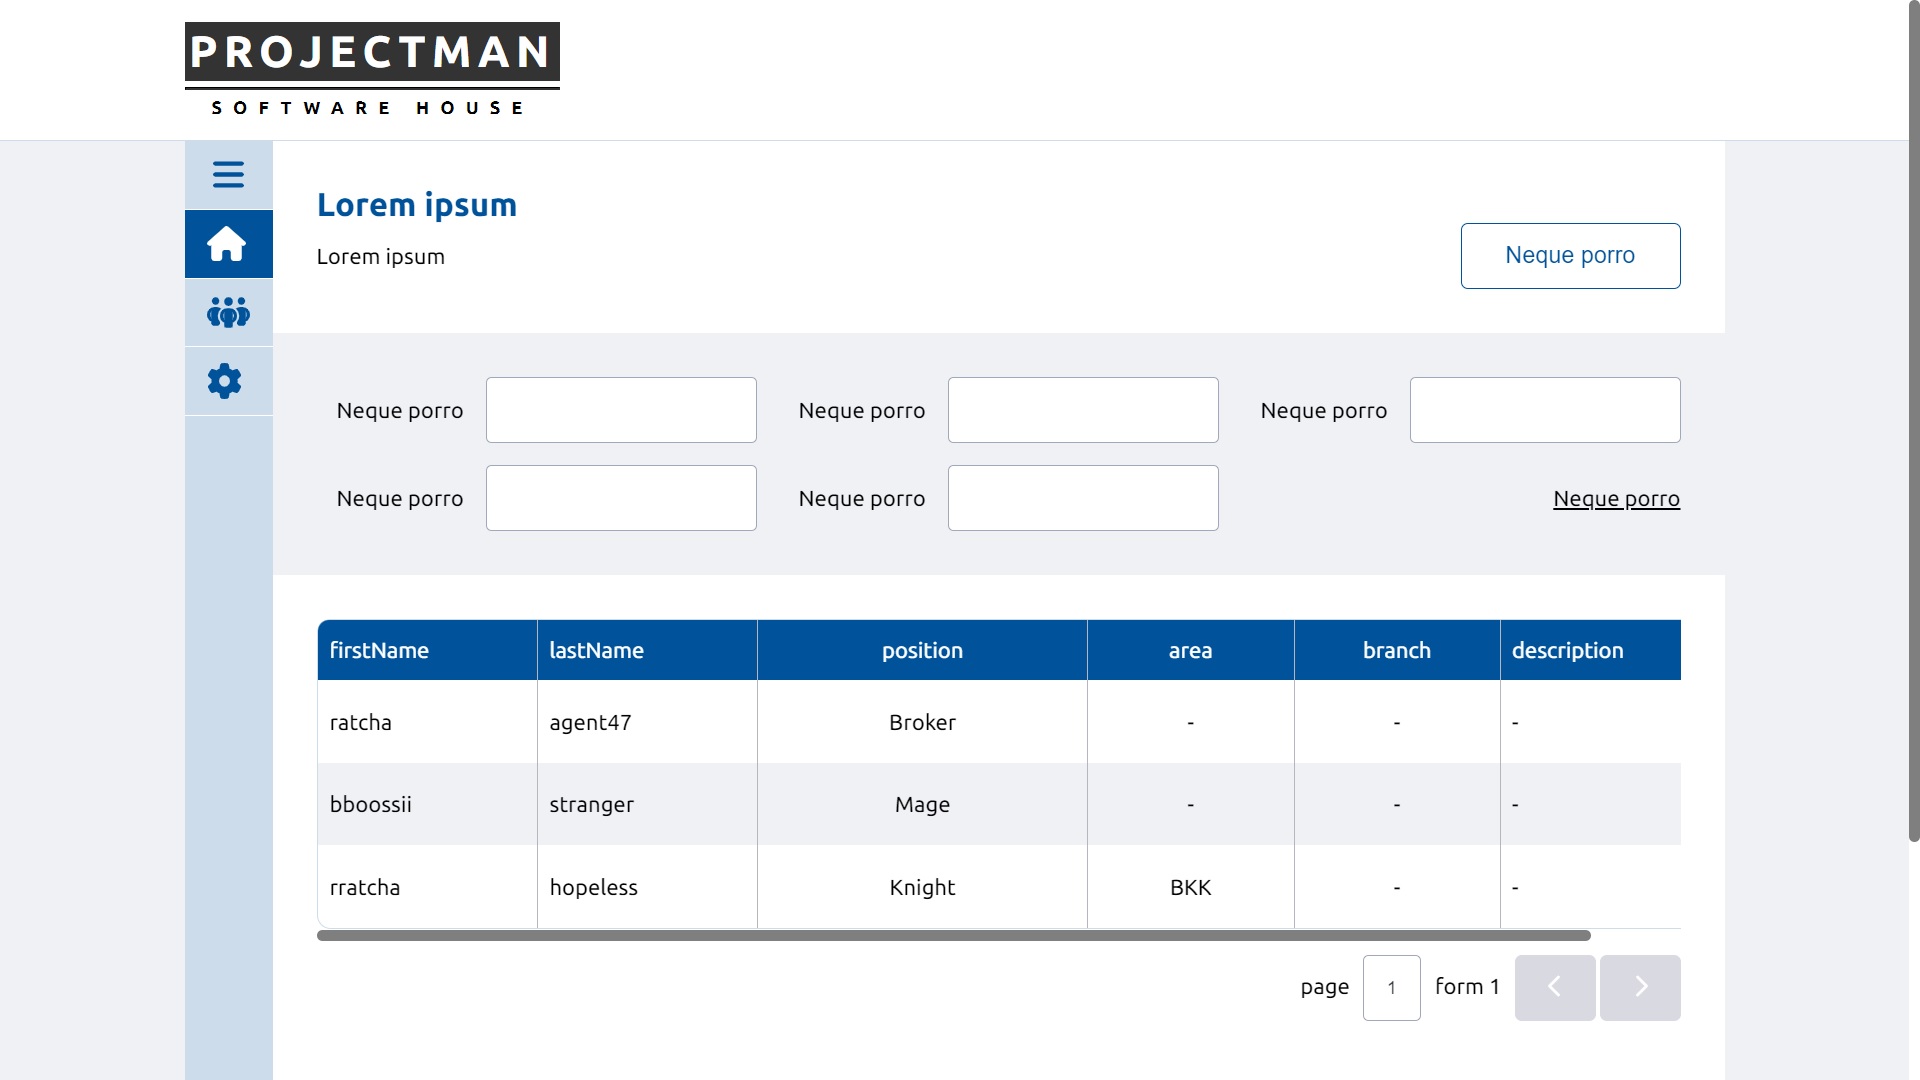 PROJECTMAN
SOFTWARE HOUSE
Lorem ipsum
Lorem ipsum
Neque porro
Neque porro Neque porro Neque porro
Neque porro Neque porro Neque porro
firstName lastName position area branch description
ratcha agent47 Broker - - -
bboossii stranger Mage - - -
rratcha hopeless Knight BKK - -
page 1 form 1